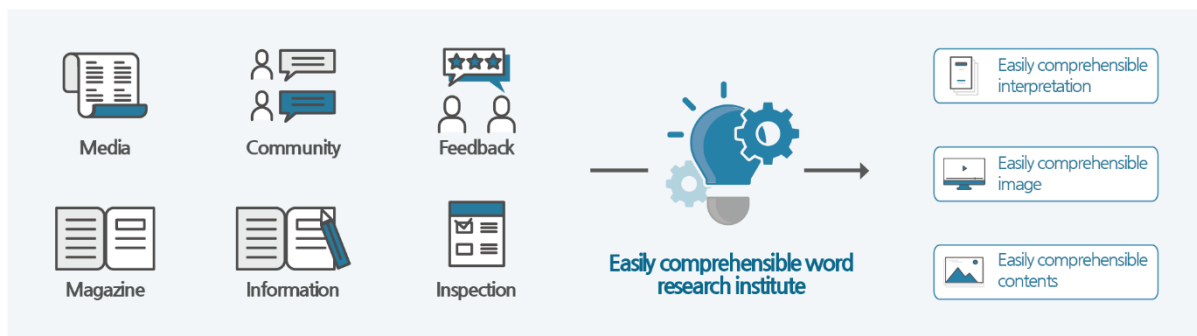 Media
Community
Feedback
Magazine
Information
Inspection
Easily comprehensible word
research institute
Easily comprehensible
interpretation
Easily comprehensible
image
Easily comprehensible
contents